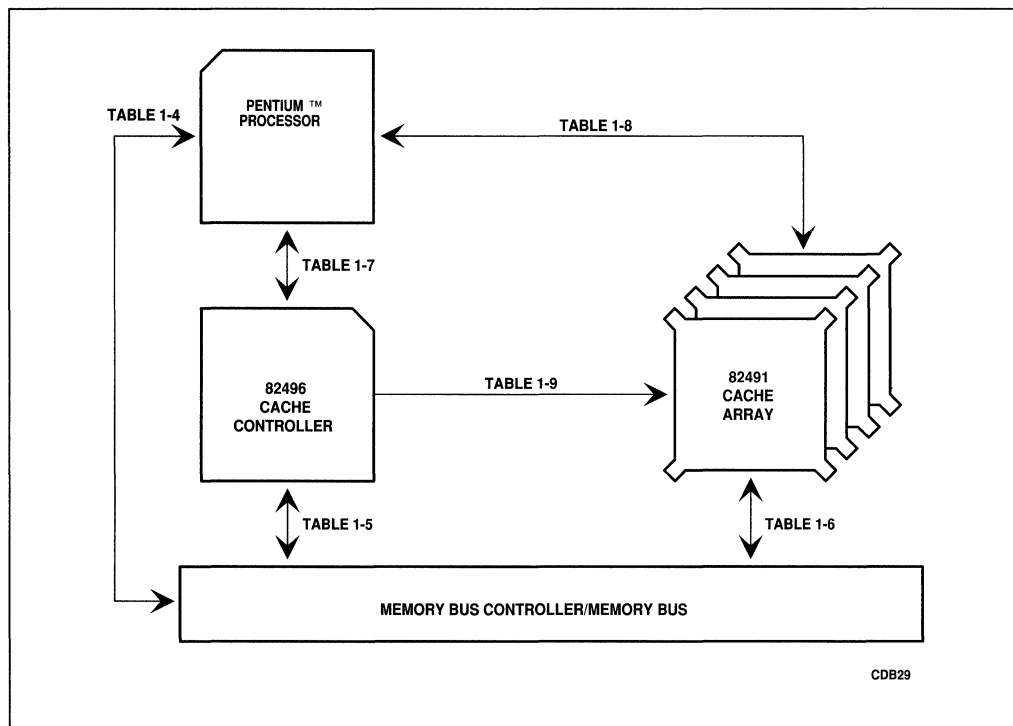 PENTIUM ™
PROCESSOR
TABLE 1-4
TABLE 1-8
TABLE 1-7
82496
CACHE
CONTROLLER
TABLE 1-9
82491
CACHE
ARRAY
TABLE 1-5
TABLE 1-6
MEMORY BUS CONTROLLER/MEMORY BUS
CDB29